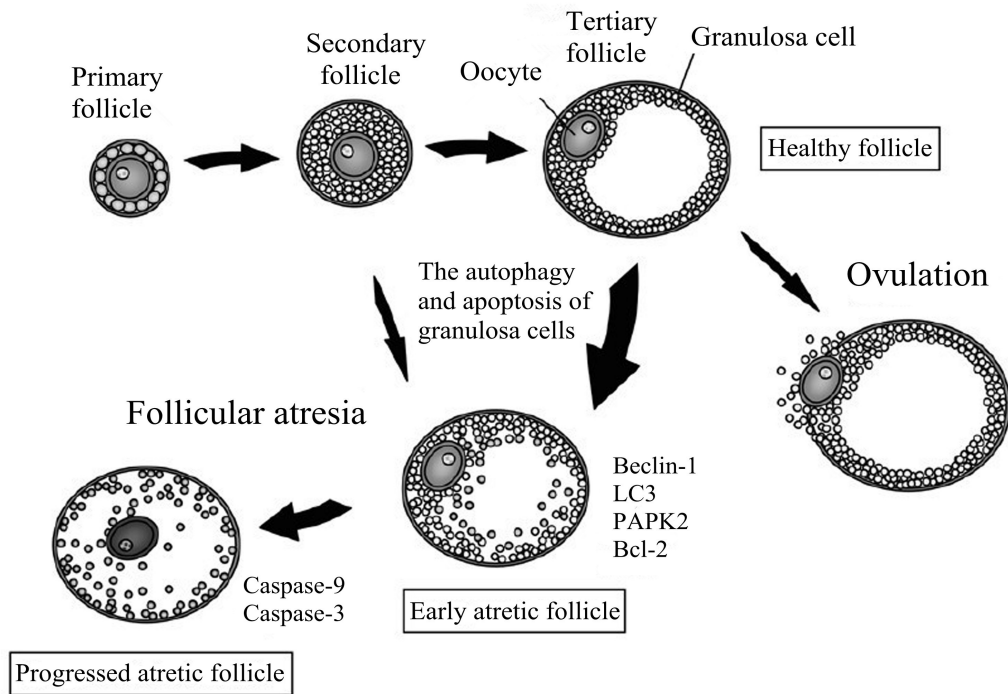 Primary
follicle
Secondary
follicle
Tertiary
follicle
Oocyte
Granulosa cell
Healthy follicle
The autophagy
and apoptosis of
granulosa cells
Ovulation
Follicular atresia
Beclin-1
LC3
PAPK2
Bcl-2
Caspase-9
Caspase-3
Early atretic follicle
Progressed atretic follicle